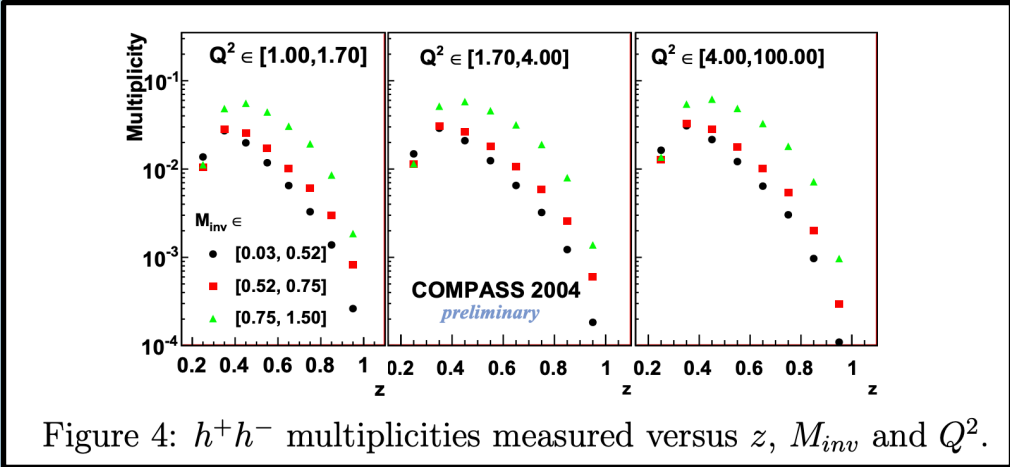 Multiplicity
Q² ∈ [1.00,1.70]
Q² ∈ [1.70,4.00]
Q² ∈ [4.00,100.00]
10⁻¹
10⁻²
10⁻³
10⁻⁴
M_inv ∈
[0.03, 0.52]
[0.52, 0.75]
[0.75, 1.50]
COMPASS 2004
preliminary
0.2 0.4 0.6 0.8 1
0.2 0.4 0.6 0.8 1
0.2 0.4 0.6 0.8 1
z z z
Figure 4: h⁺h⁻ multiplicities measured versus z, M_inv and Q².